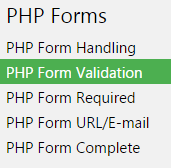 PHP Forms
PHP Form Handling
PHP Form Validation
PHP Form Required
PHP Form URL/E-mail
PHP Form Complete